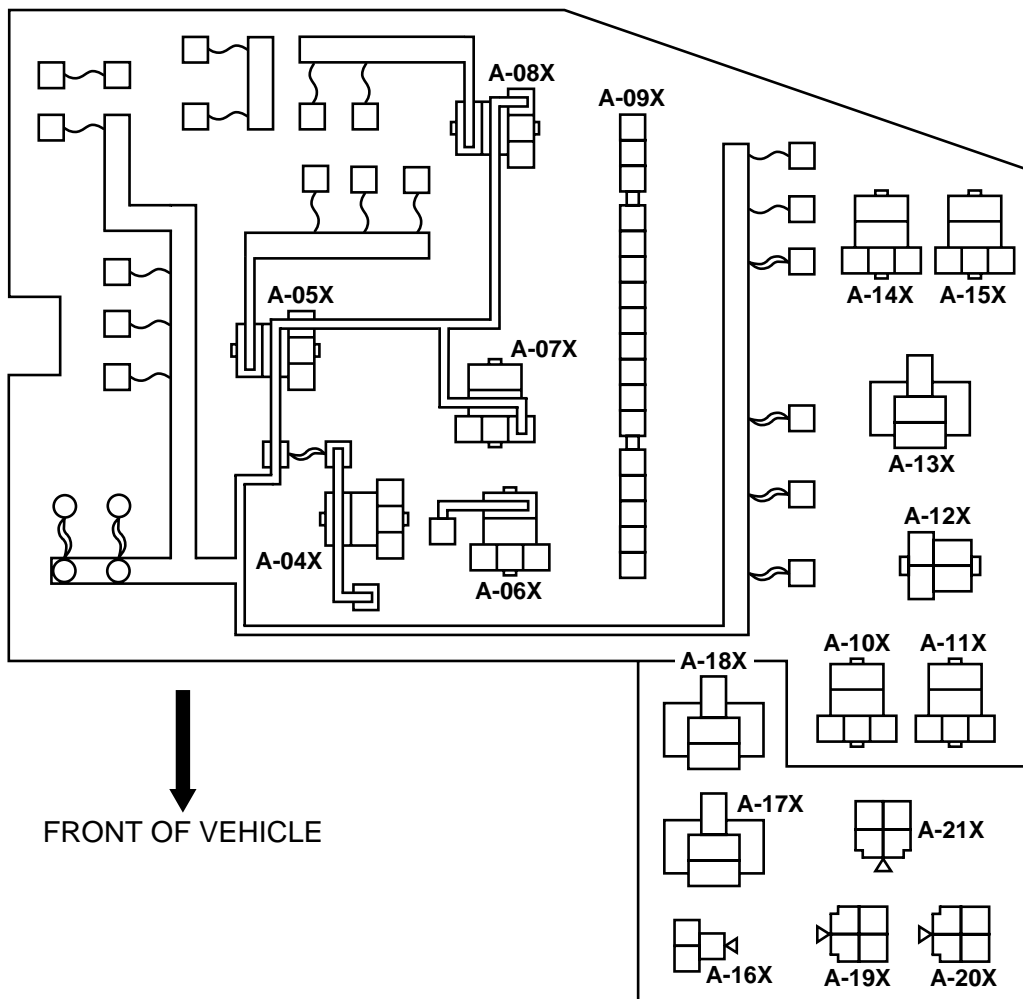 A-08X
A-09X
A-14X
A-15X
A-05X
A-07X
A-13X
A-12X
A-04X
A-06X
A-10X
A-11X
A-18X
A-17X
FRONT OF VEHICLE
A-21X
A-16X
A-19X
A-20X